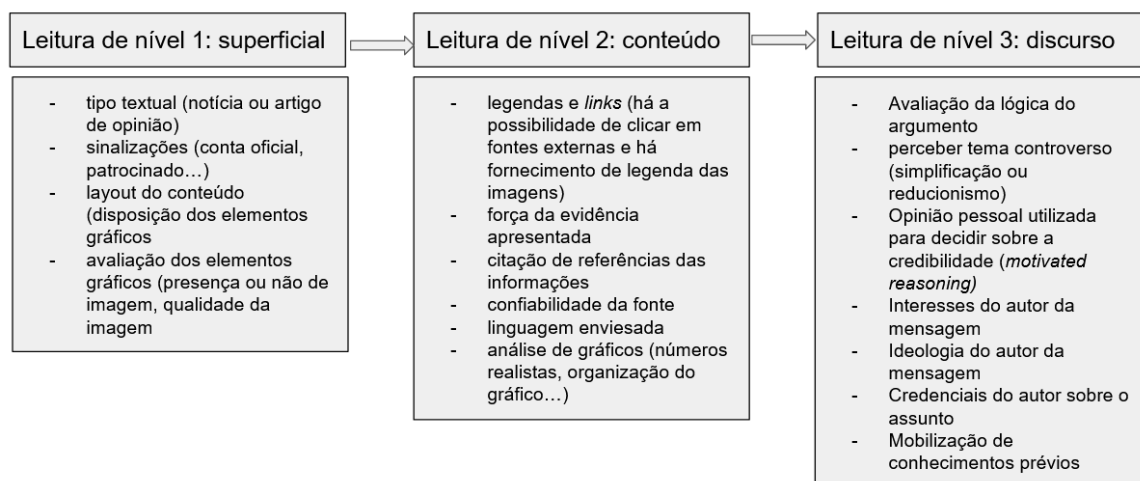 Leitura de nível 1: superficial
- tipo textual (notícia ou artigo
de opinião)
- sinalizações (conta oficial,
patrocinado…)
- layout do conteúdo
(disposição dos elementos
gráficos
- avaliação dos elementos
gráficos (presença ou não de
imagem, qualidade da
imagem
Leitura de nível 2: conteúdo
- legendas e links (há a
possibilidade de clicar em
fontes externas e há
fornecimento de legenda das
imagens)
- força da evidência
apresentada
- citação de referências das
informações
- confiabilidade da fonte
- linguagem enviesada
- análise de gráficos (números
realistas, organização do
gráfico…)
Leitura de nível 3: discurso
- Avaliação da lógica do
argumento
- perceber tema controverso
(simplificação ou
reducionismo)
- Opinião pessoal utilizada
para decidir sobre a
credibilidade (motivated
reasoning)
- Interesses do autor da
mensagem
- Ideologia do autor da
mensagem
- Credenciais do autor sobre o
assunto
- Mobilização de
conhecimentos prévios